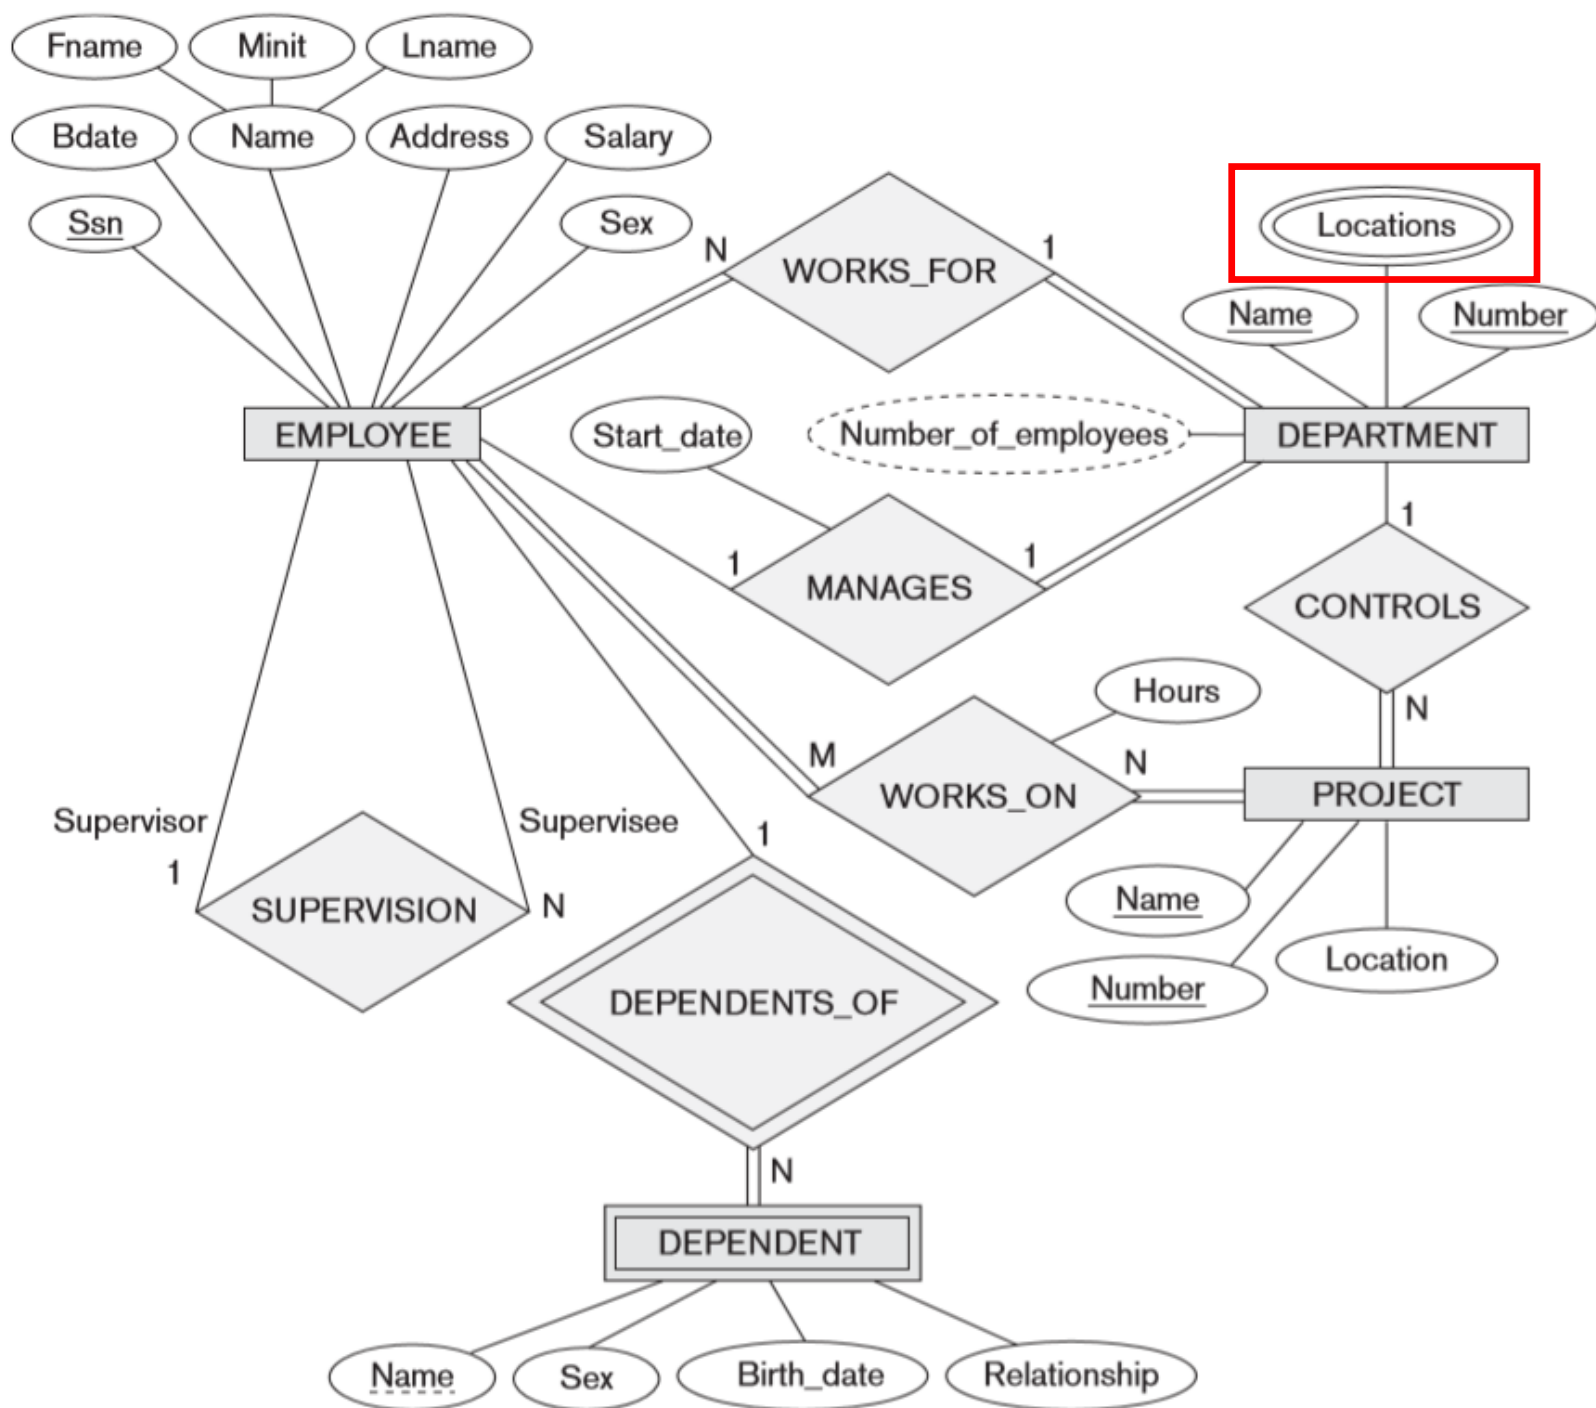 Fname Minit Lname
Bdate Name Address Salary
Ssn Sex
N WORKS_FOR 1
Locations
Name Number
EMPLOYEE Start_date Number_of_employees DEPARTMENT
1 MANAGES 1
1
CONTROLS
N
Hours
M WORKS_ON N
PROJECT
Supervisor Supervisee
1 SUPERVISION N
1
Name
Number
Location
DEPENDENTS_OF
N
DEPENDENT
Name Sex Birth_date Relationship